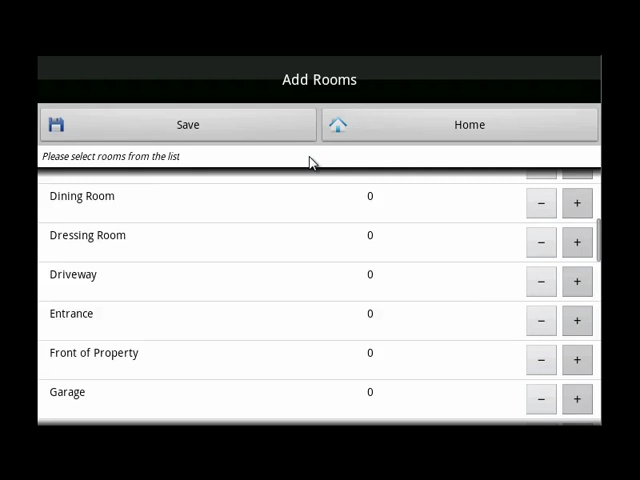 Add Rooms
Save Home
Please select rooms from the list
Dining Room 0 − +
Dressing Room 0 − +
Driveway 0 − +
Entrance 0 − +
Front of Property 0 − +
Garage 0 − +